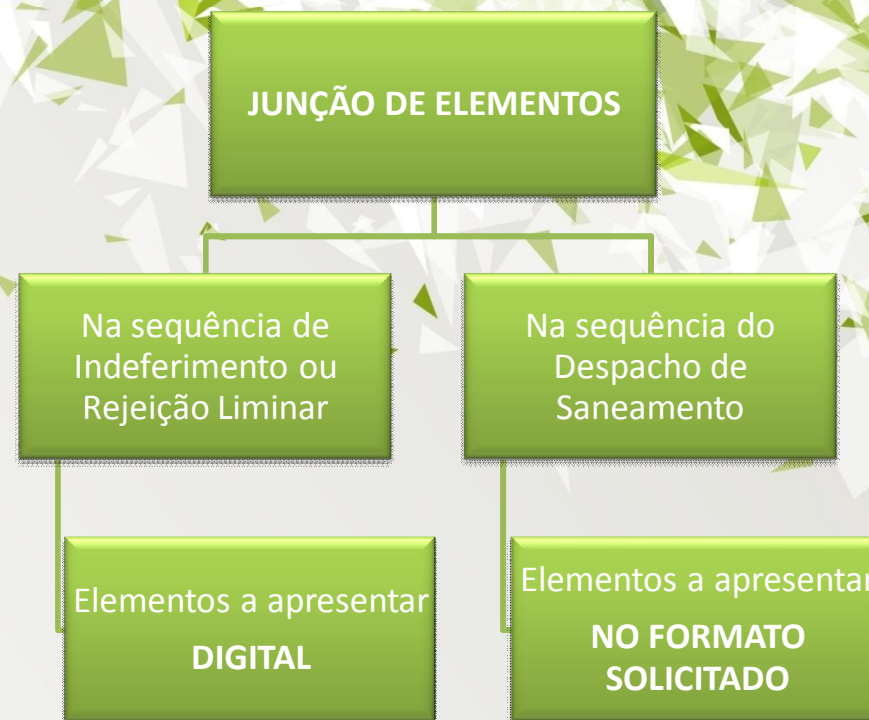 JUNÇÃO DE ELEMENTOS
Na sequência de
Indeferimento ou
Rejeição Liminar
Na sequência do
Despacho de
Saneamento
Elementos a apresentar
DIGITAL
Elementos a apresentar
NO FORMATO
SOLICITADO